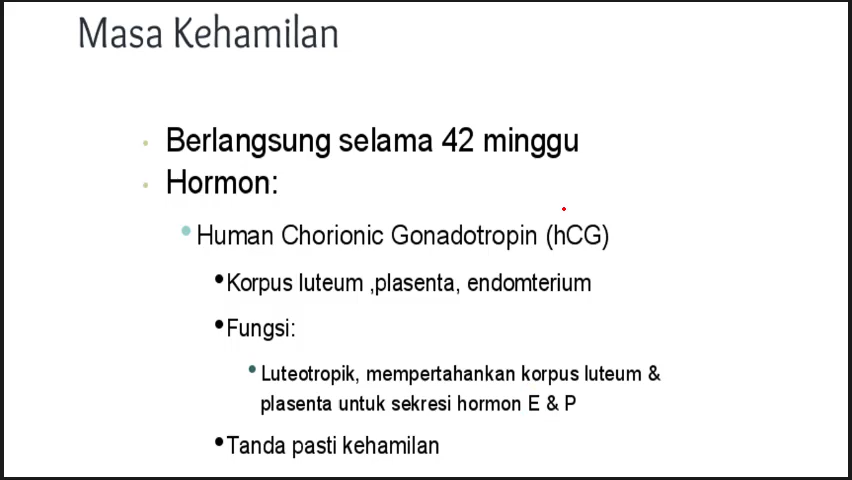 Masa Kehamilan
Berlangsung selama 42 minggu
Hormon:
Human Chorionic Gonadotropin (hCG)
Korpus luteum ,plasenta, endomterium
Fungsi:
Luteotropik, mempertahankan korpus luteum &
plasenta untuk sekresi hormon E & P
Tanda pasti kehamilan